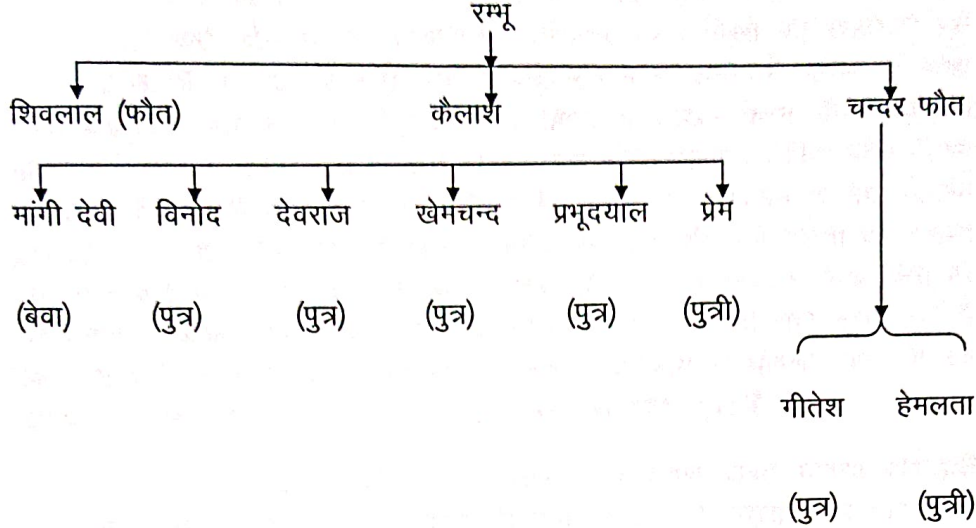 रम्भू
शिवलाल (फौत) कैलाश चन्दर फौत
मांगी देवी विनोद देवराज खेमचन्द प्रभूदयाल प्रेम
(बेवा) (पुत्र) (पुत्र) (पुत्र) (पुत्र) (पुत्री)
गीतेश हेमलता
(पुत्र) (पुत्री)